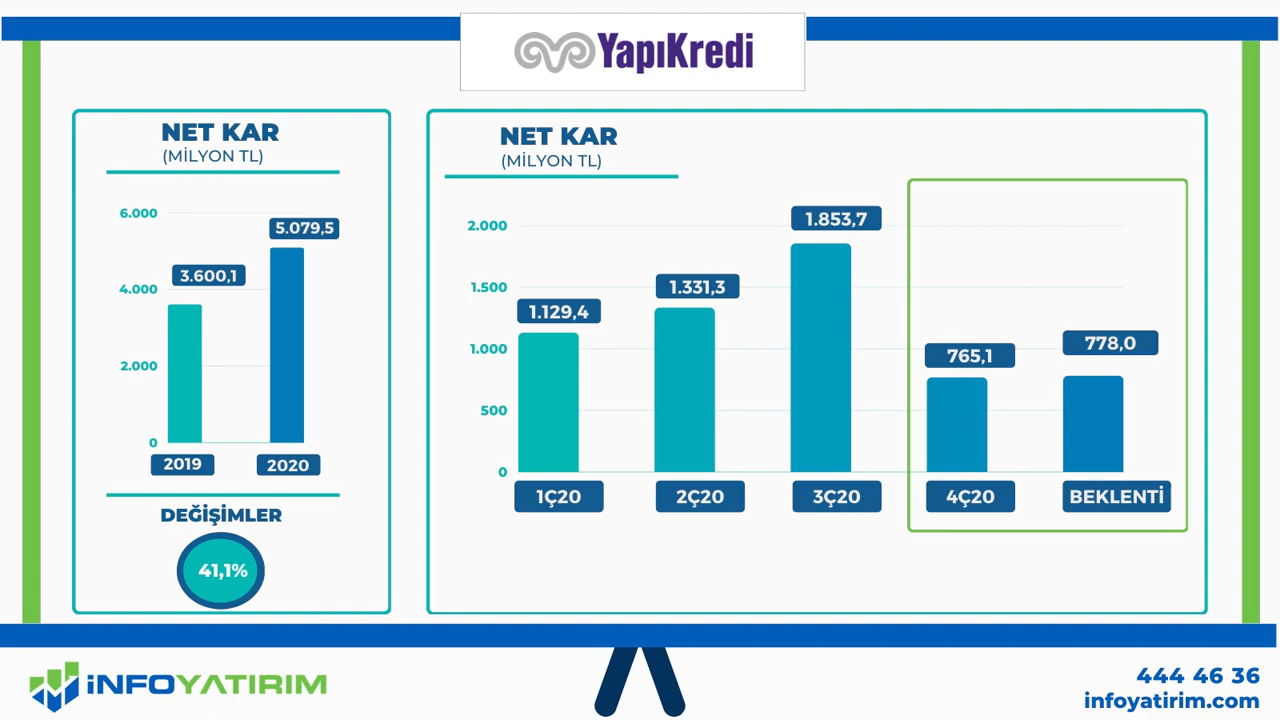 YapıKredi
NET KAR
(MİLYON TL)
6.000
4.000
2.000
0
3.600,1
5.079,5
2019
2020
DEĞİŞİMLER
41,1%
NET KAR
(MİLYON TL)
2.000
1.500
1.000
500
0
1.129,4
1.331,3
1.853,7
765,1
778,0
1Ç20
2Ç20
3Ç20
4Ç20
BEKLENTİ
iNFOYATIRIM
444 46 36
infoyatirim.com